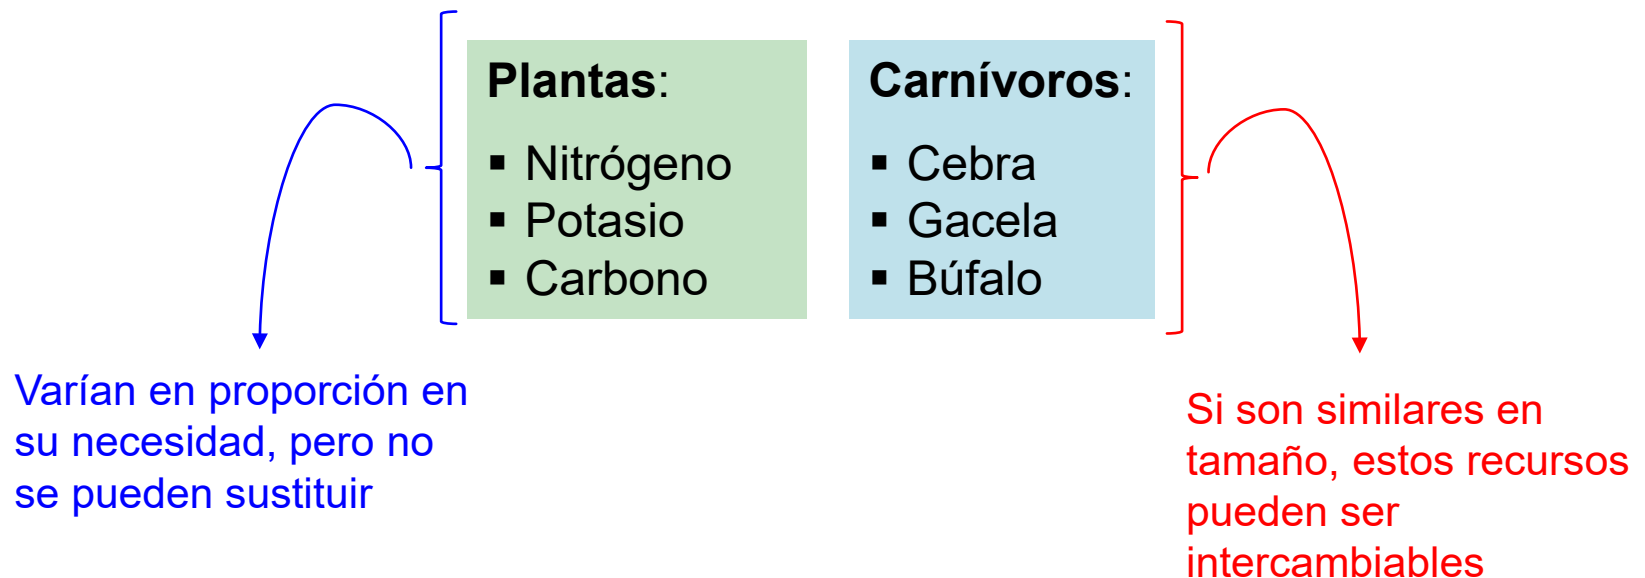 Plantas:
▪ Nitrógeno
▪ Potasio
▪ Carbono
Carnívoros:
▪ Cebra
▪ Gacela
▪ Búfalo
Varían en proporción en
su necesidad, pero no
se pueden sustituir
Si son similares en
tamaño, estos recursos
pueden ser
intercambiables